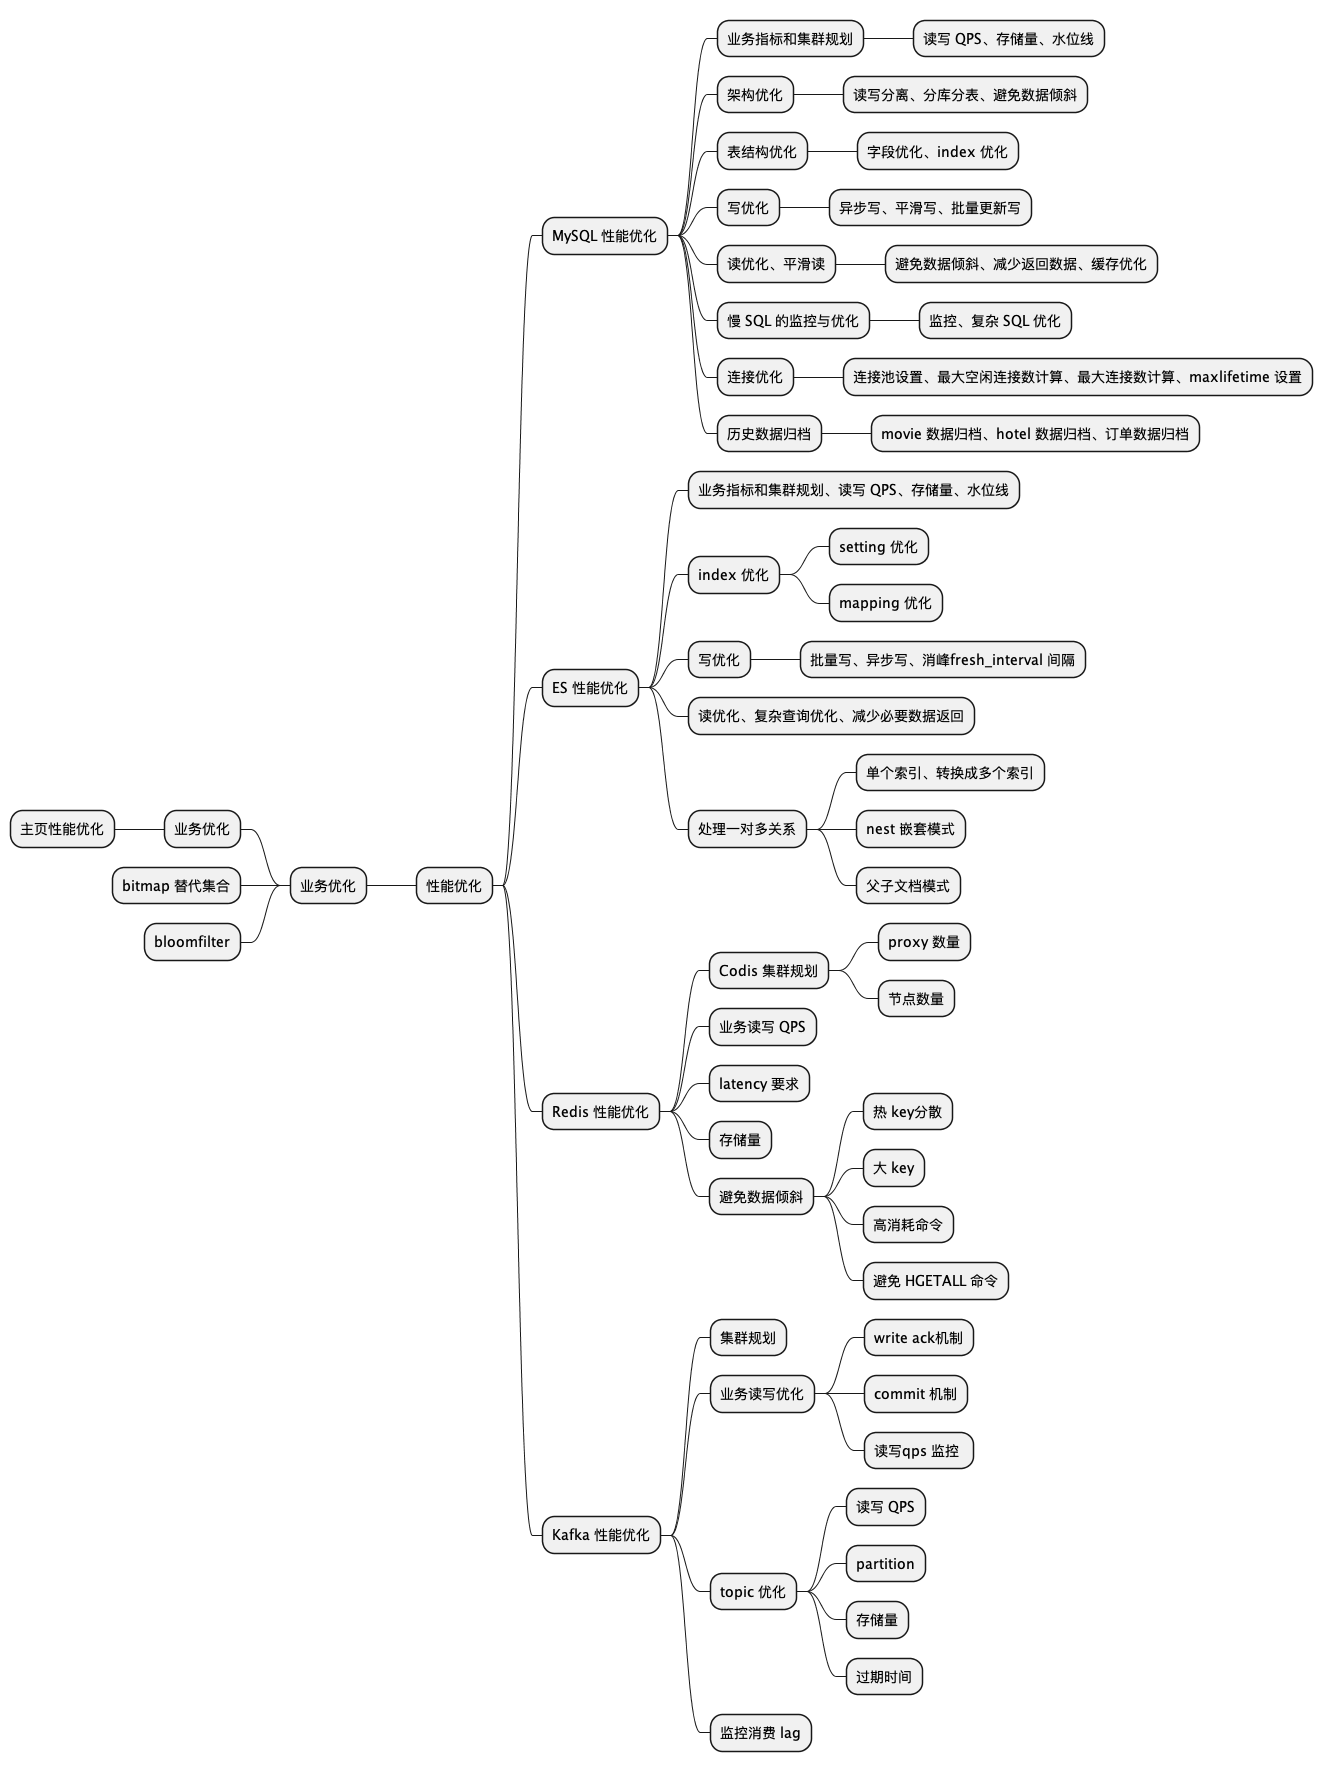 业务指标和集群规划
读写 QPS、存储量、水位线
架构优化
读写分离、分库分表、避免数据倾斜
表结构优化
字段优化、index 优化
写优化
异步写、平滑写、批量更新写
MySQL 性能优化
读优化、平滑读
避免数据倾斜、减少返回数据、缓存优化
慢 SQL 的监控与优化
监控、复杂 SQL 优化
连接优化
连接池设置、最大空闲连接数计算、最大连接数计算、maxlifetime 设置
历史数据归档
movie 数据归档、hotel 数据归档、订单数据归档
业务指标和集群规划、读写 QPS、存储量、水位线
index 优化
setting 优化
mapping 优化
写优化
批量写、异步写、消峰fresh_interval 间隔
ES 性能优化
读优化、复杂查询优化、减少必要数据返回
处理一对多关系
单个索引、转换成多个索引
nest 嵌套模式
父子文档模式
主页性能优化
业务优化
bitmap 替代集合
业务优化
性能优化
bloomfilter
Codis 集群规划
proxy 数量
节点数量
业务读写 QPS
latency 要求
Redis 性能优化
存储量
避免数据倾斜
热 key分散
大 key
高消耗命令
避免 HGETALL 命令
集群规划
业务读写优化
write ack机制
commit 机制
读写qps 监控
Kafka 性能优化
topic 优化
读写 QPS
partition
存储量
过期时间
监控消费 lag